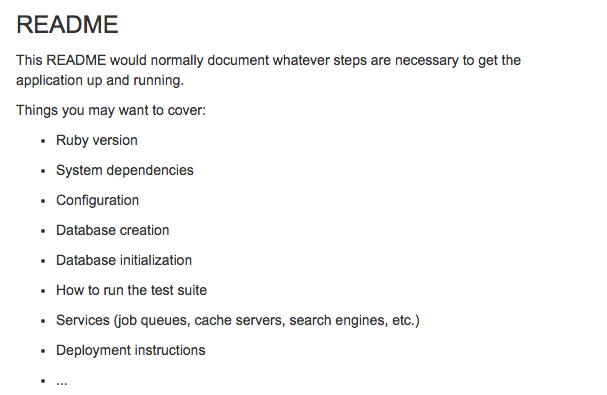 README
This README would normally document whatever steps are necessary to get the
application up and running.
Things you may want to cover:
• Ruby version
• System dependencies
• Configuration
• Database creation
• Database initialization
• How to run the test suite
• Services (job queues, cache servers, search engines, etc.)
• Deployment instructions
• ...